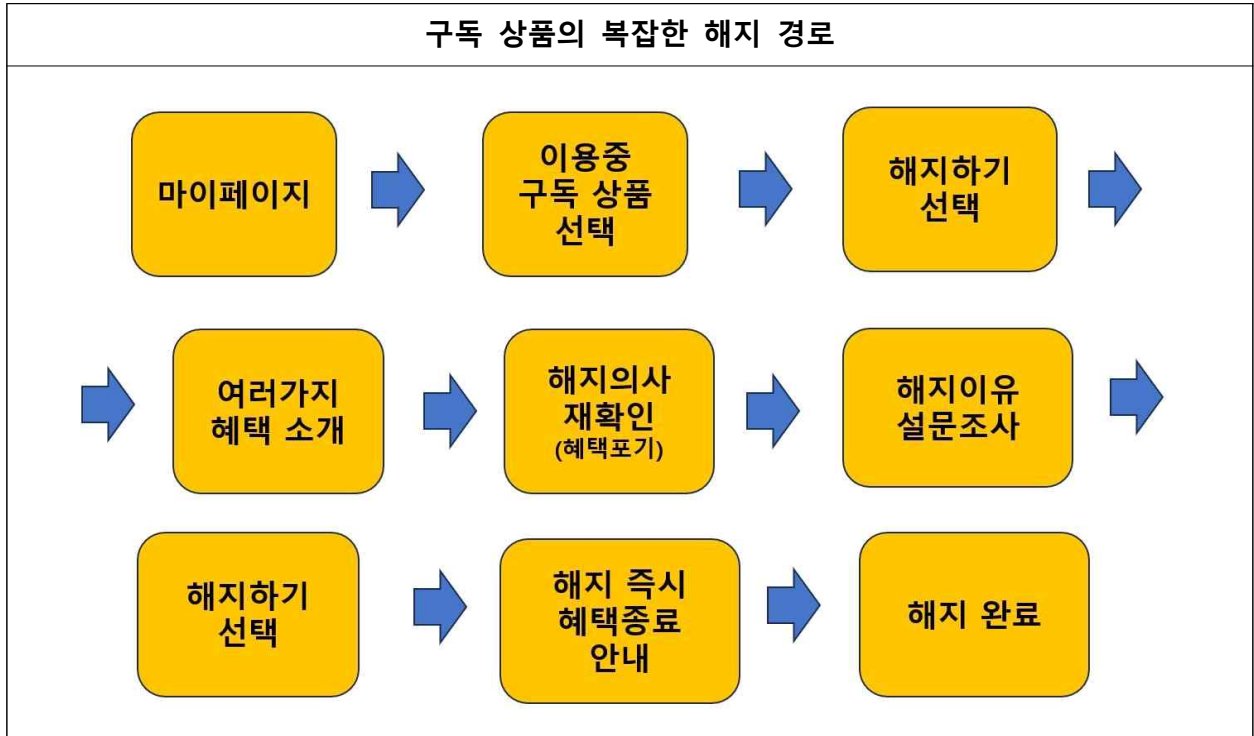 구독 상품의 복잡한 해지 경로
마이페이지
이용중
구독 상품
선택
해지하기
선택
여러가지
혜택 소개
해지의사
재확인
(혜택포기)
해지이유
설문조사
해지하기
선택
해지 즉시
혜택종료
안내
해지 완료